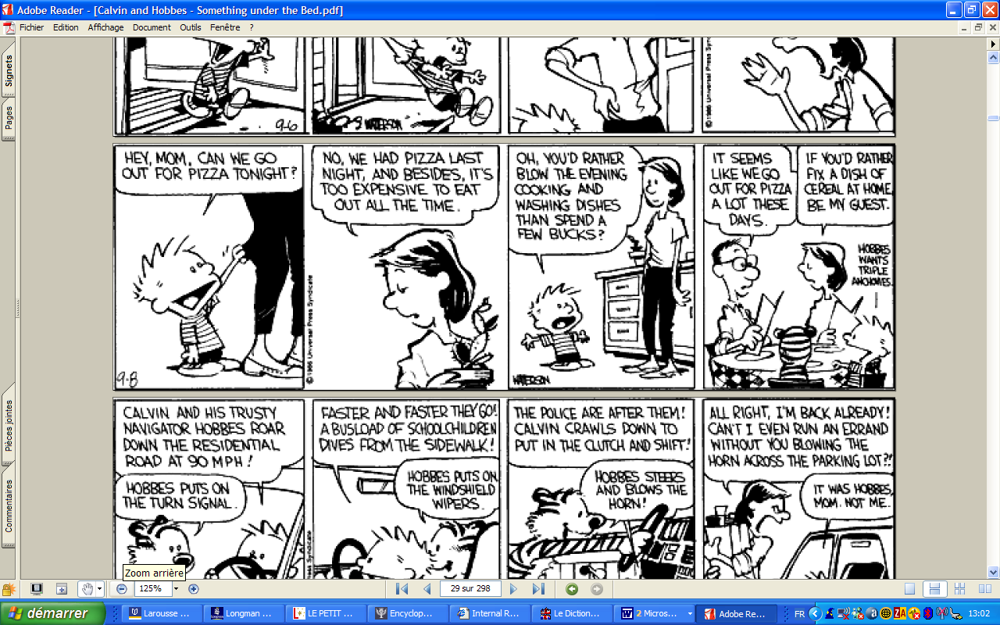 Adobe Reader - [Calvin and Hobbes - Something under the Bed.pdf]
Fichier Edition Affichage Document Outils Fenêtre ?
Signets
Pages
Pièces jointes
Commentaires
9-6
WATERSON
© 1986 Universal Press Syndicate
HEY, MOM, CAN WE GO
OUT FOR PIZZA TONIGHT?
9-8
© 1986 Universal Press Syndicate
NO, WE HAD PIZZA LAST
NIGHT, AND BESIDES, IT'S
TOO EXPENSIVE TO EAT
OUT ALL THE TIME.
OH, YOU'D RATHER
BLOW THE EVENING
COOKING AND
WASHING DISHES
THAN SPEND A
FEW BUCKS?
WATERSON
IT SEEMS
LIKE WE GO
OUT FOR PIZZA
A LOT THESE
DAYS.
IF YOU'D RATHER
FIX A DISH OF
CEREAL AT HOME,
BE MY GUEST.
HOBBES
WANTS
TRIPLE
ANCHOVIES.
CALVIN AND HIS TRUSTY
NAVIGATOR HOBBES ROAR
DOWN THE RESIDENTIAL
ROAD AT 90 MPH!
HOBBES PUTS ON
THE TURN SIGNAL.
FASTER AND FASTER THEY GO!
A BUSLOAD OF SCHOOLCHILDREN
DIVES FROM THE SIDEWALK!
HOBBES PUTS ON
THE WINDSHIELD
WIPERS.
Press Syndicate
THE POLICE ARE AFTER THEM!
CALVIN CRAWLS DOWN TO
PUT IN THE CLUTCH AND SHIFT!
HOBBES STEERS
AND BLOWS THE
HORN!
ALL RIGHT, I'M BACK ALREADY!
CAN'T I EVEN RUN AN ERRAND
WITHOUT YOU BLOWING THE
HORN ACROSS THE PARKING LOT?!
IT WAS HOBBES,
MOM. NOT ME.
Zoom arrière
125%
29 sur 298
démarrer
Larousse ...
Longman ...
LE PETIT ...
Encyclop...
Internal R...
Le Dictio...
2 Micros...
Adobe Re...
FR
13:02